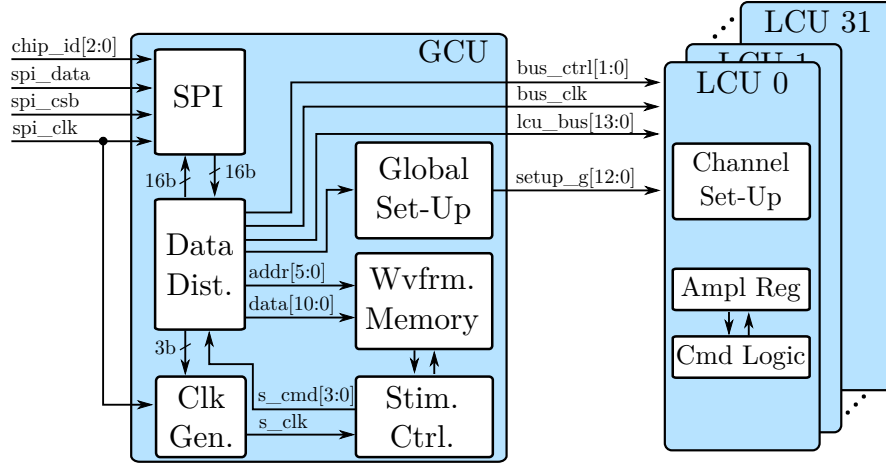 LCU 31
LCU 1
LCU 0
GCU
chip_id[2:0]
spi_data
spi_csb
spi_clk
SPI
bus_ctrl[1:0]
bus_clk
lcu_bus[13:0]
setup_g[12:0]
16b
16b
Global
Set-Up
Channel
Set-Up
Data
Dist.
addr[5:0]
data[10:0]
Wvfrm.
Memory
Ampl Reg
Cmd Logic
3b
Clk
Gen.
s_cmd[3:0]
s_clk
Stim.
Ctrl.